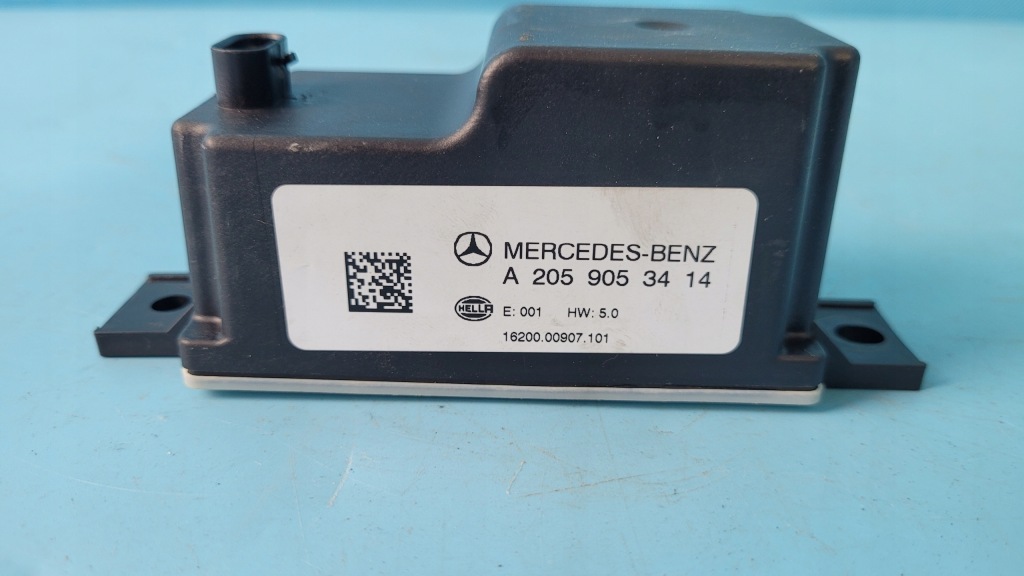 MERCEDES-BENZ
A 205 905 34 14
HELLA E: 001 HW: 5.0
16200.00907.101